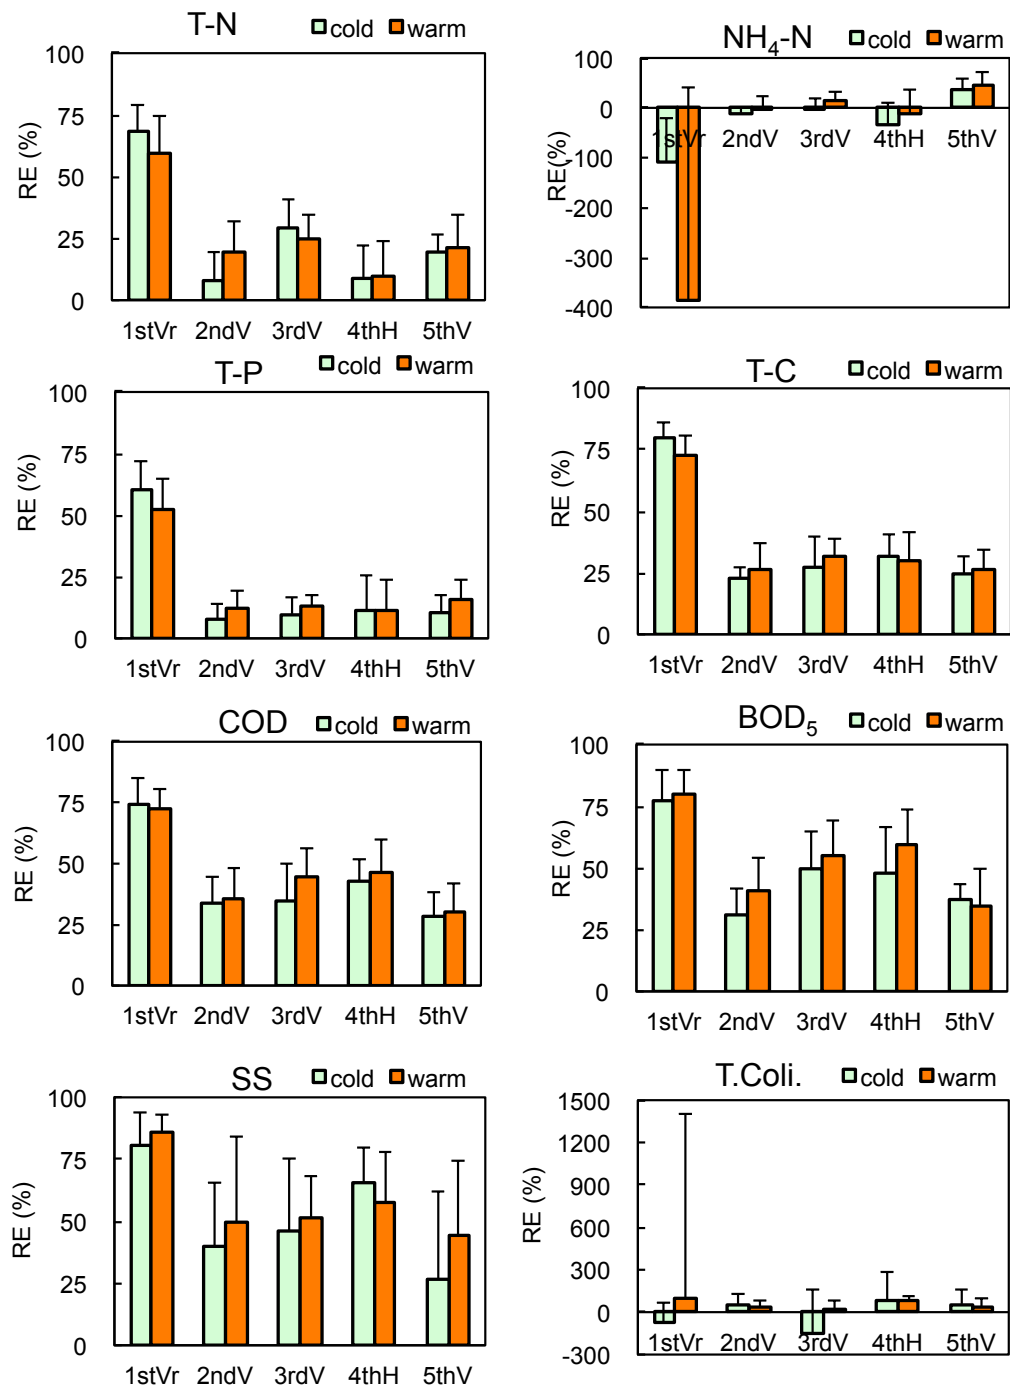 T-N
cold warm
100
75
50
25
0
RE (%)
1stVr 2ndV 3rdV 4thH 5thV
NH₄-N
cold warm
100
0
-100
-200
-300
-400
RE(%)
1stVr 2ndV 3rdV 4thH 5thV
T-P
cold warm
100
75
50
25
0
RE (%)
1stVr 2ndV 3rdV 4thH 5thV
T-C
cold warm
100
75
50
25
0
RE (%)
1stVr 2ndV 3rdV 4thH 5thV
COD
cold warm
100
75
50
25
0
RE (%)
1stVr 2ndV 3rdV 4thH 5thV
BOD₅
cold warm
100
75
50
25
0
RE (%)
1stVr 2ndV 3rdV 4thH 5thV
SS
cold warm
100
75
50
25
0
RE (%)
1stVr 2ndV 3rdV 4thH 5thV
T.Coli.
cold warm
1500
1200
900
600
300
0
-300
RE (%)
1stVr 2ndV 3rdV 4thH 5thV